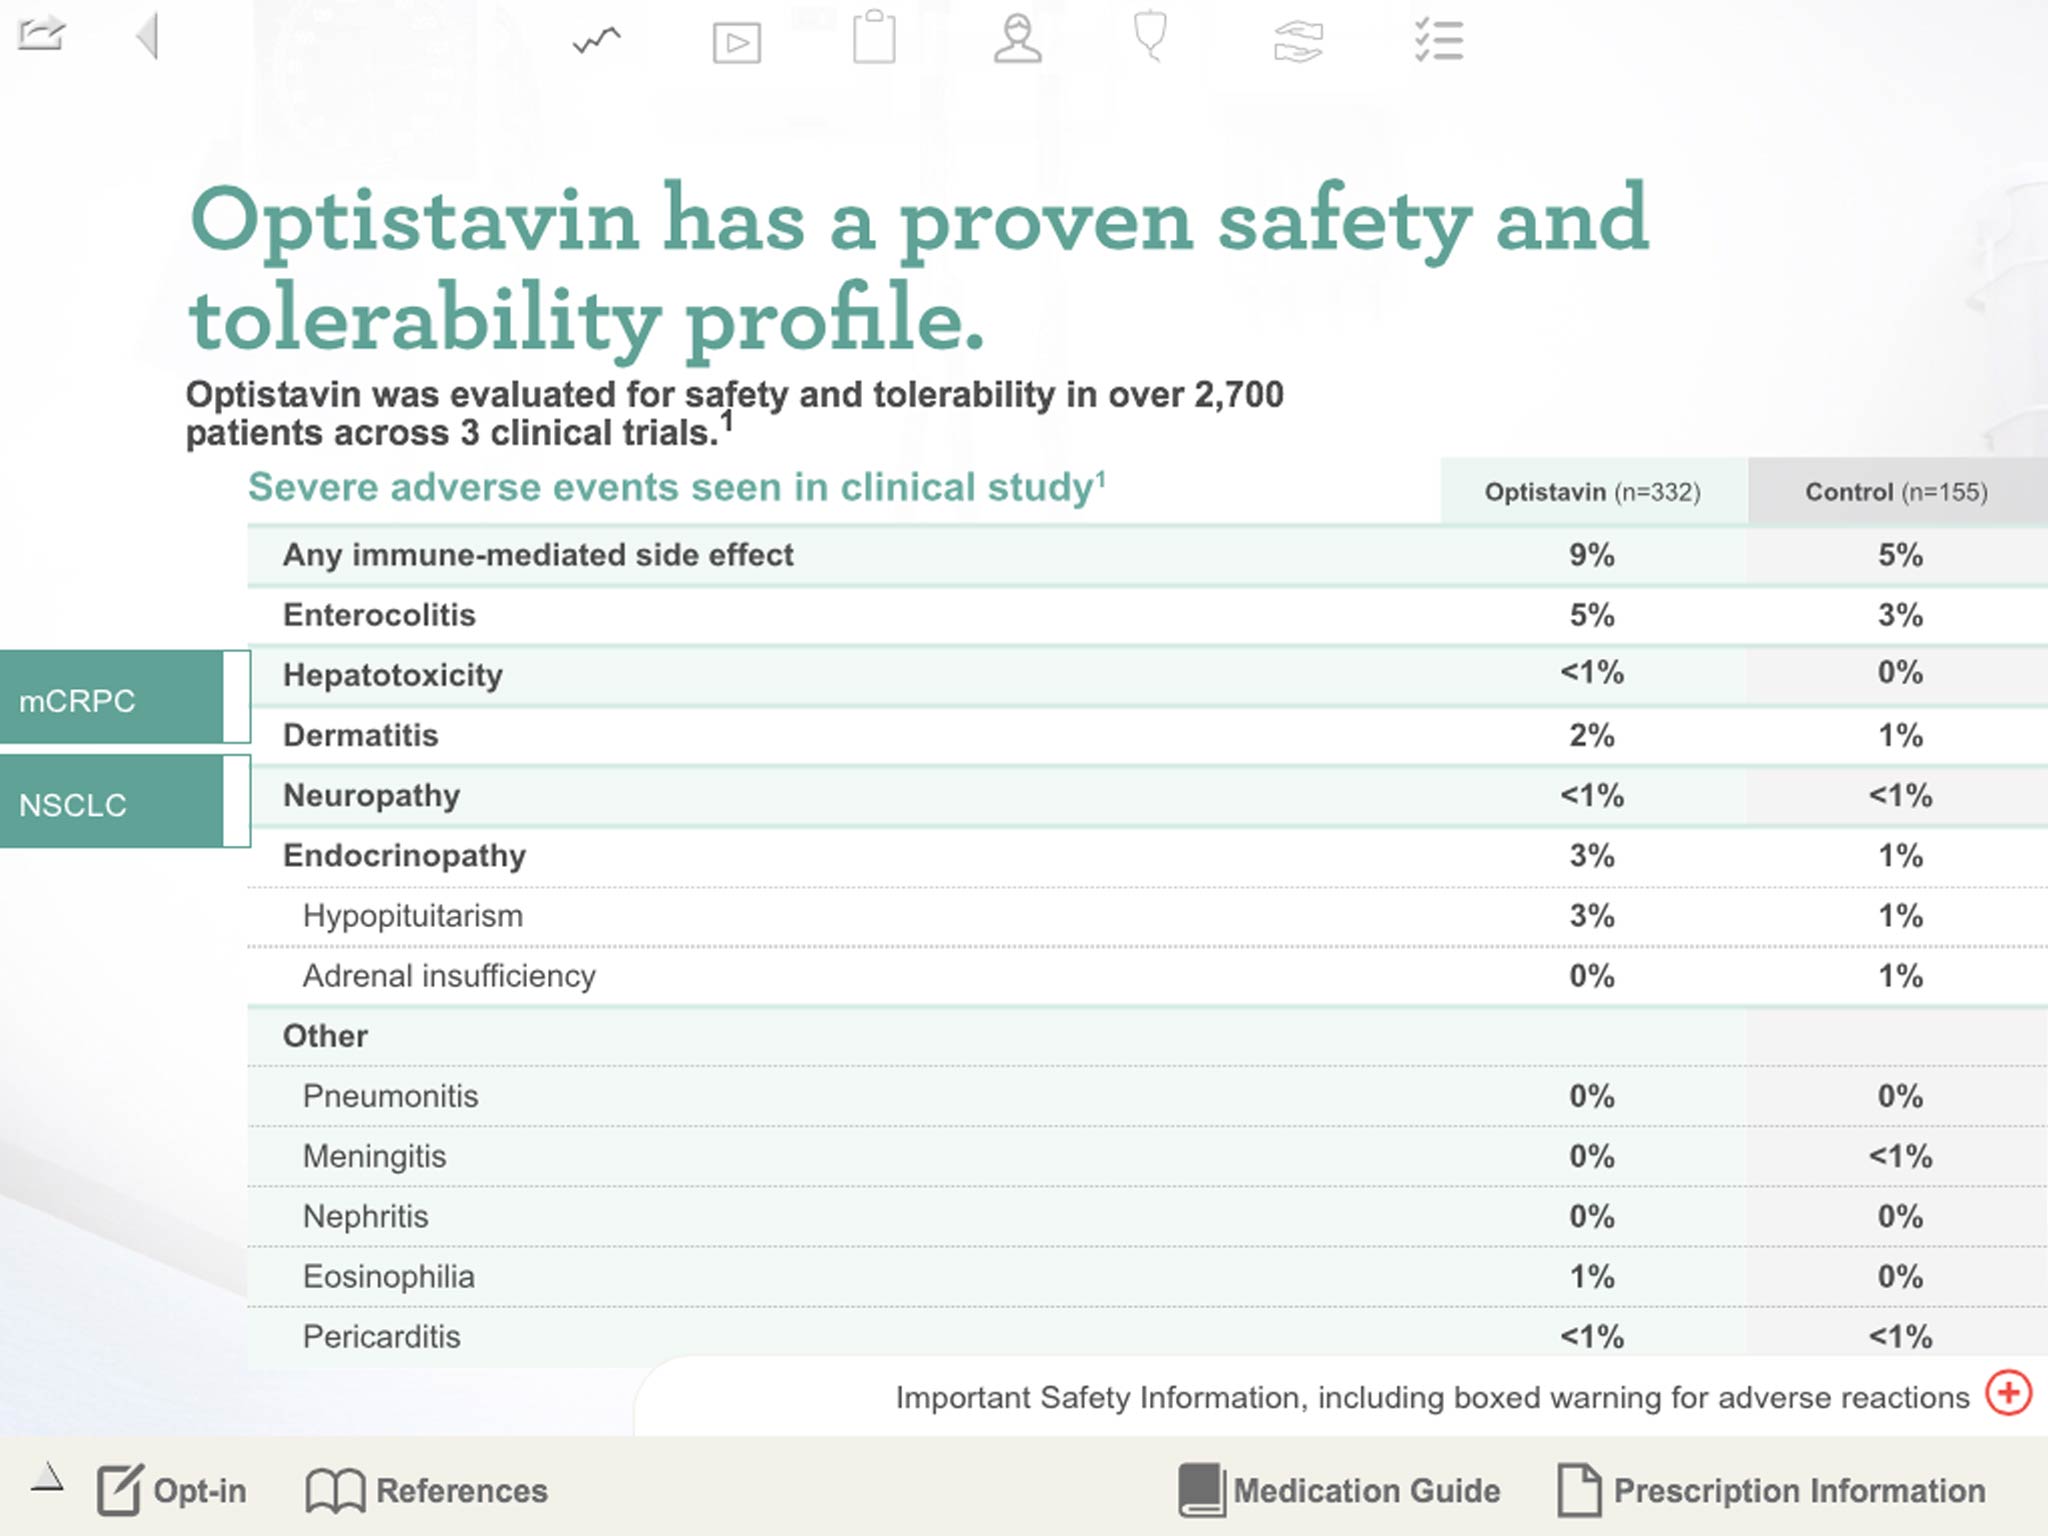 Optistavin has a proven safety and
tolerability profile.
Optistavin was evaluated for safety and tolerability in over 2,700
patients across 3 clinical trials.1
Severe adverse events seen in clinical study1 Optistavin (n=332) Control (n=155)
Any immune-mediated side effect 9% 5%
Enterocolitis 5% 3%
mCRPC
Hepatotoxicity <1% 0%
Dermatitis 2% 1%
NSCLC
Neuropathy <1% <1%
Endocrinopathy 3% 1%
Hypopituitarism 3% 1%
Adrenal insufficiency 0% 1%
Other
Pneumonitis 0% 0%
Meningitis 0% <1%
Nephritis 0% 0%
Eosinophilia 1% 0%
Pericarditis <1% <1%
Important Safety Information, including boxed warning for adverse reactions
Opt-in References Medication Guide Prescription Information